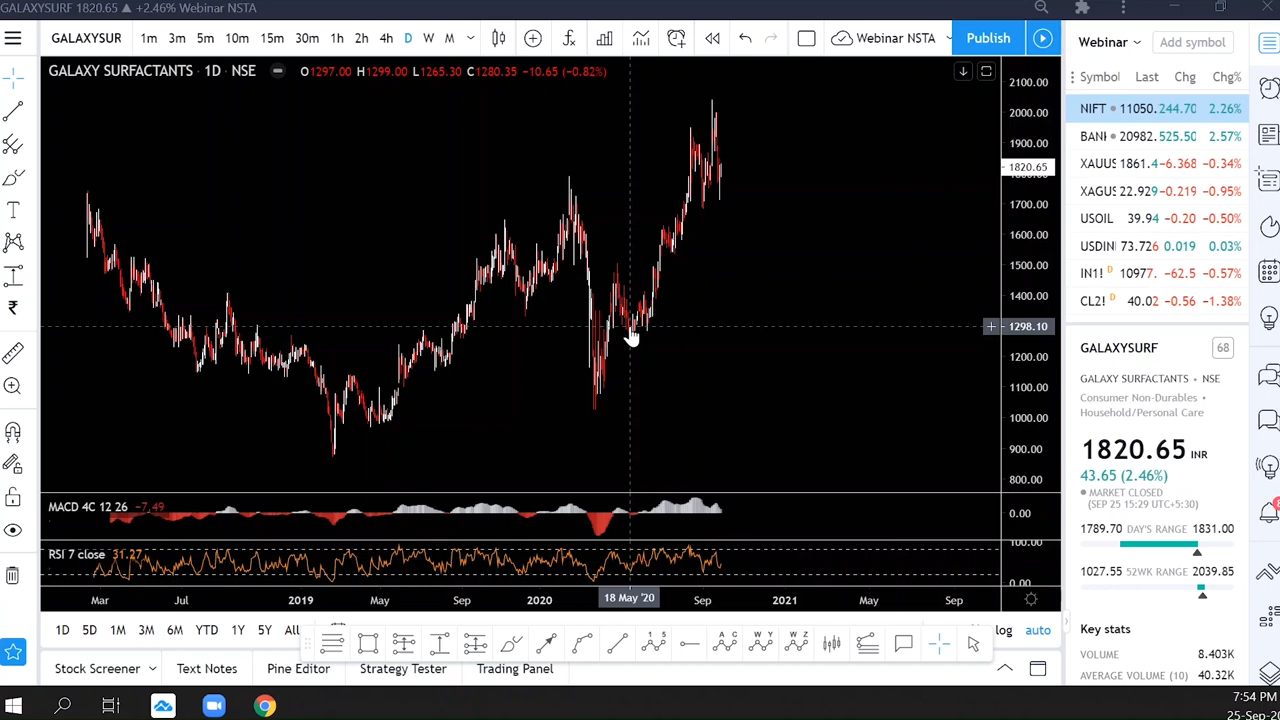 GALAXYSURF 1820.65 ▲ +2.46% Webinar NSTA
GALAXYSUR 1m 3m 5m 10m 15m 30m 1h 2h 4h D W M Webinar NSTA Publish
Webinar Add symbol
GALAXY SURFACTANTS · 1D · NSE O1297.00 H1299.00 L1265.30 C1280.35 −10.65 (−0.82%)
Symbol Last Chg Chg%
NIFT 11050. 244.70 2.26%
BANI 20982. 525.50 2.57%
XAUUS 1861.4 −6.368 −0.34%
XAGUS 22.929 −0.219 −0.95%
USOIL 39.94 −0.20 −0.50%
USDIN 73.726 0.019 0.03%
IN1! D 10977. −62.5 −0.57%
CL2! D 40.02 −0.56 −1.38%
2100.00
2000.00
1900.00
1820.65
1700.00
1600.00
1500.00
1400.00
1298.10
1200.00
1100.00
1000.00
900.00
800.00
GALAXYSURF 68
GALAXY SURFACTANTS • NSE
Consumer Non-Durables •
Household/Personal Care
1820.65 INR
43.65 (2.46%)
MARKET CLOSED
(SEP 25 15:29 UTC+5:30)
1789.70 DAY'S RANGE 1831.00
1027.55 52WK RANGE 2039.85
Key stats
VOLUME 8.403K
AVERAGE VOLUME (10) 40.32K
MACD 4C 12 26 −7.49
0.00
RSI 7 close 31.27
100.00
0.00
Mar Jul 2019 May Sep 2020 18 May '20 Sep 2021 May Sep
1D 5D 1M 3M 6M YTD 1Y 5Y All log auto
Stock Screener Text Notes Pine Editor Strategy Tester Trading Panel
7:54 PM
25-Sep-2